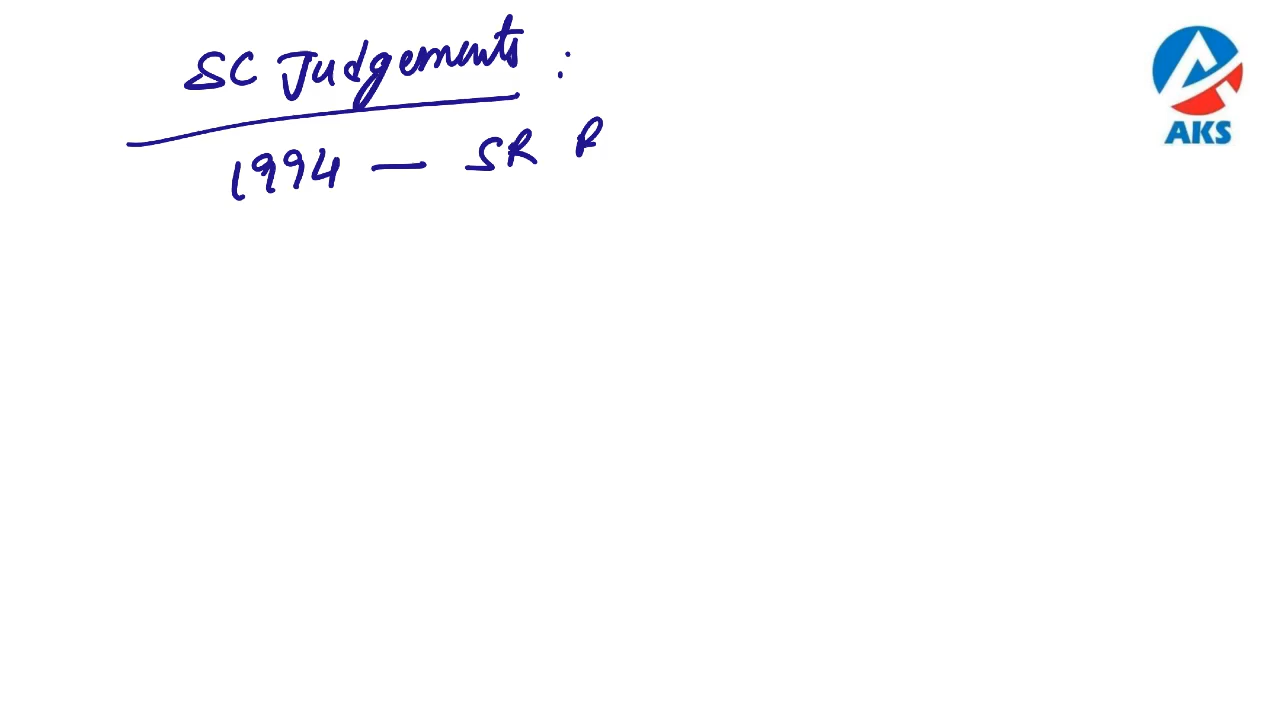 SC Judgements :
1994 — SR
AKS